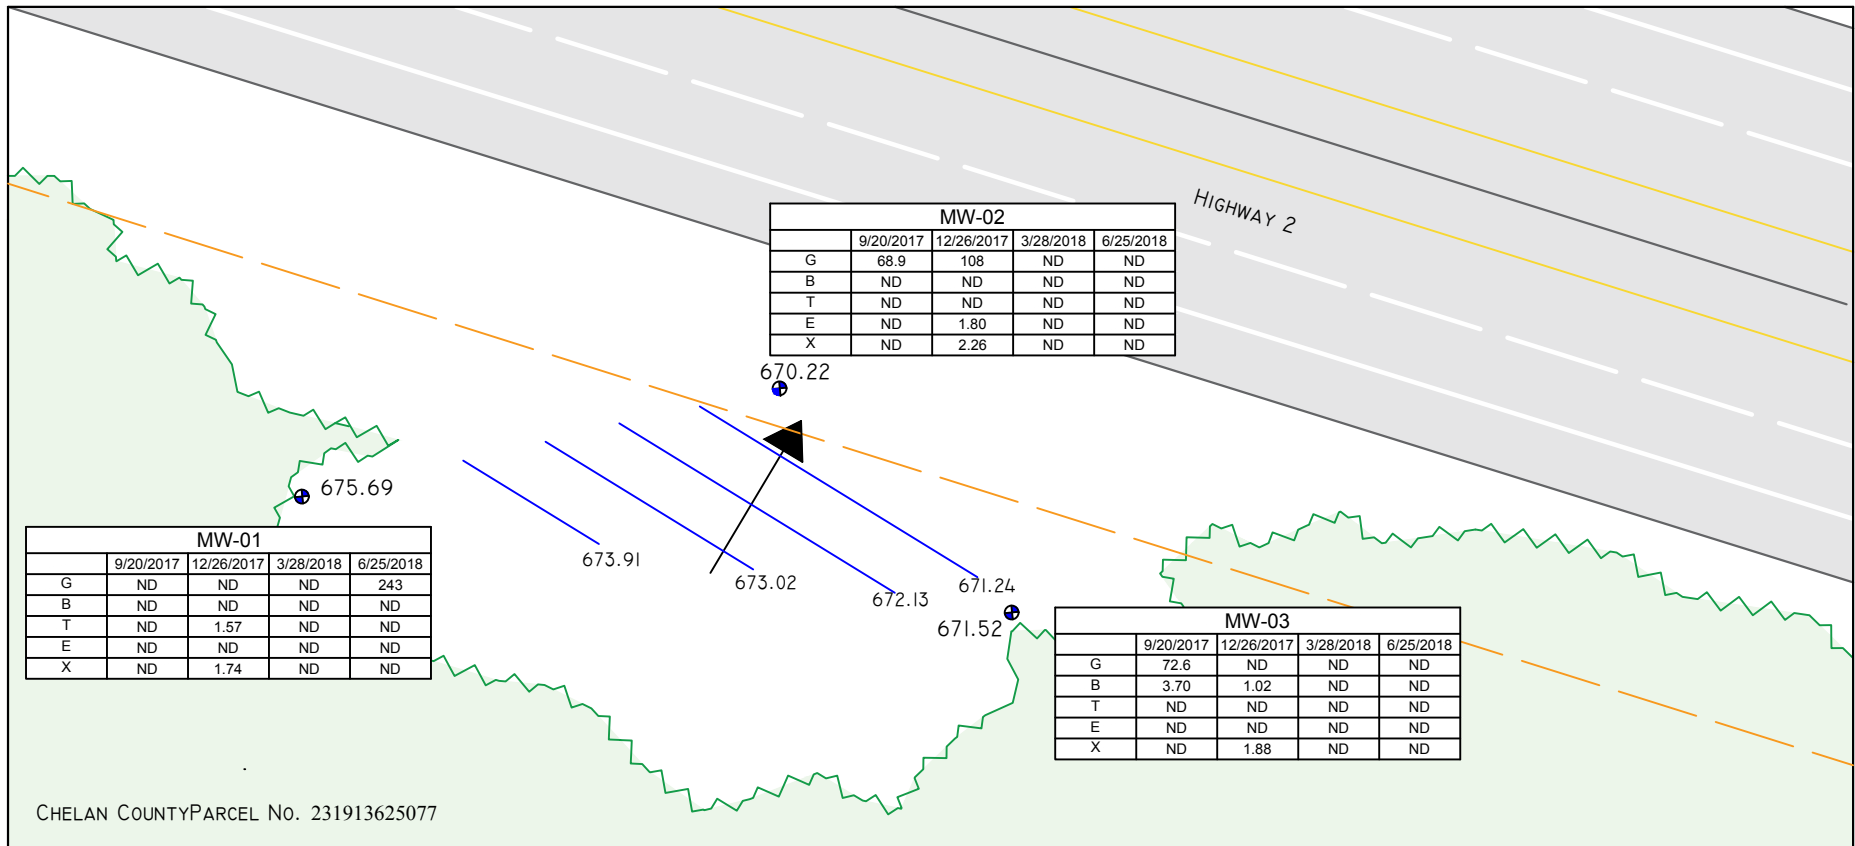 HIGHWAY 2
MW-02
9/20/2017 12/26/2017 3/28/2018 6/25/2018
G 68.9 108 ND ND
B ND ND ND ND
T ND ND ND ND
E ND 1.80 ND ND
X ND 2.26 ND ND
670.22
675.69
MW-01
9/20/2017 12/26/2017 3/28/2018 6/25/2018
G ND ND ND 243
B ND ND ND ND
T ND 1.57 ND ND
E ND ND ND ND
X ND 1.74 ND ND
673.91
673.02
672.13
671.24
671.52
MW-03
9/20/2017 12/26/2017 3/28/2018 6/25/2018
G 72.6 ND ND ND
B 3.70 1.02 ND ND
T ND ND ND ND
E ND ND ND ND
X ND 1.88 ND ND
CHELAN COUNTYPARCEL NO. 231913625077